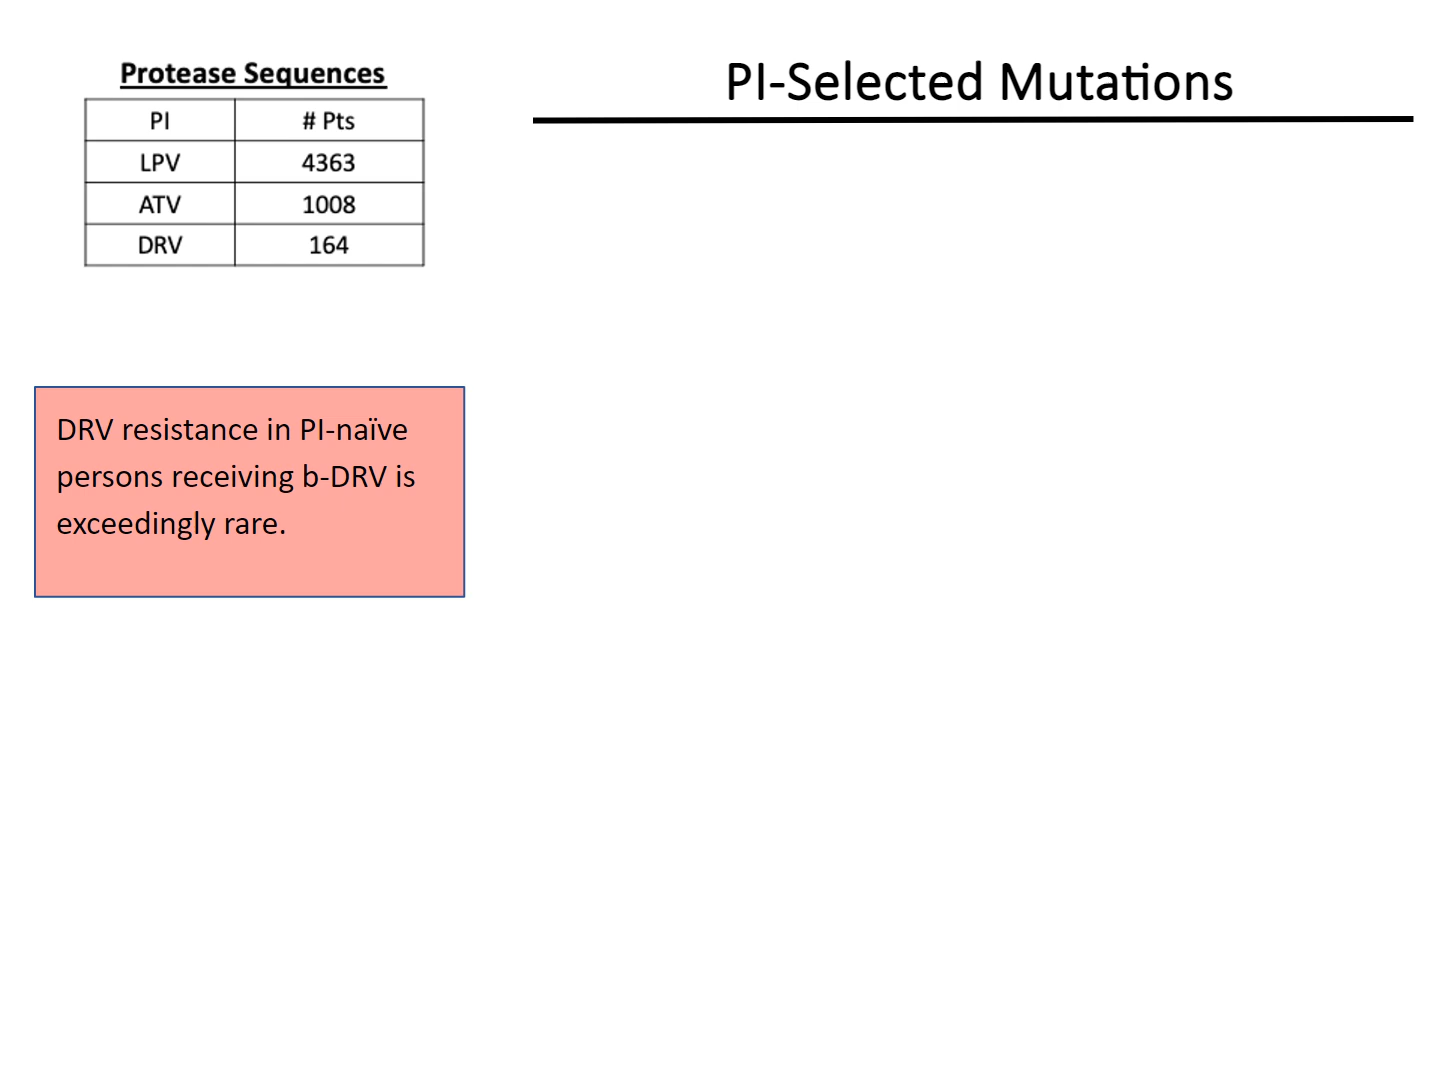 Protease Sequences
PI # Pts
LPV 4363
ATV 1008
DRV 164
DRV resistance in PI-naïve
persons receiving b-DRV is
exceedingly rare.
PI-Selected Mutations